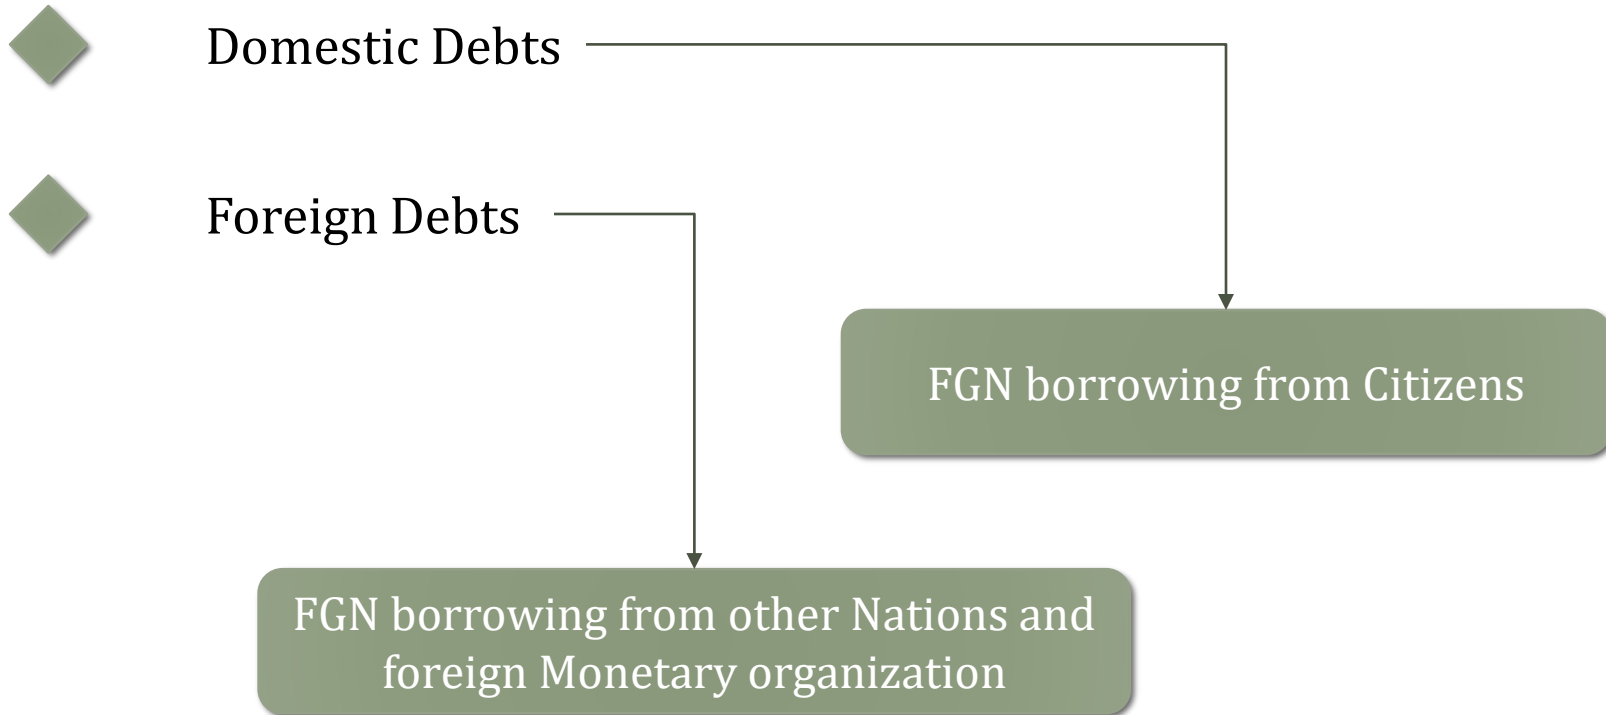 Domestic Debts
Foreign Debts
FGN borrowing from Citizens
FGN borrowing from other Nations and
foreign Monetary organization